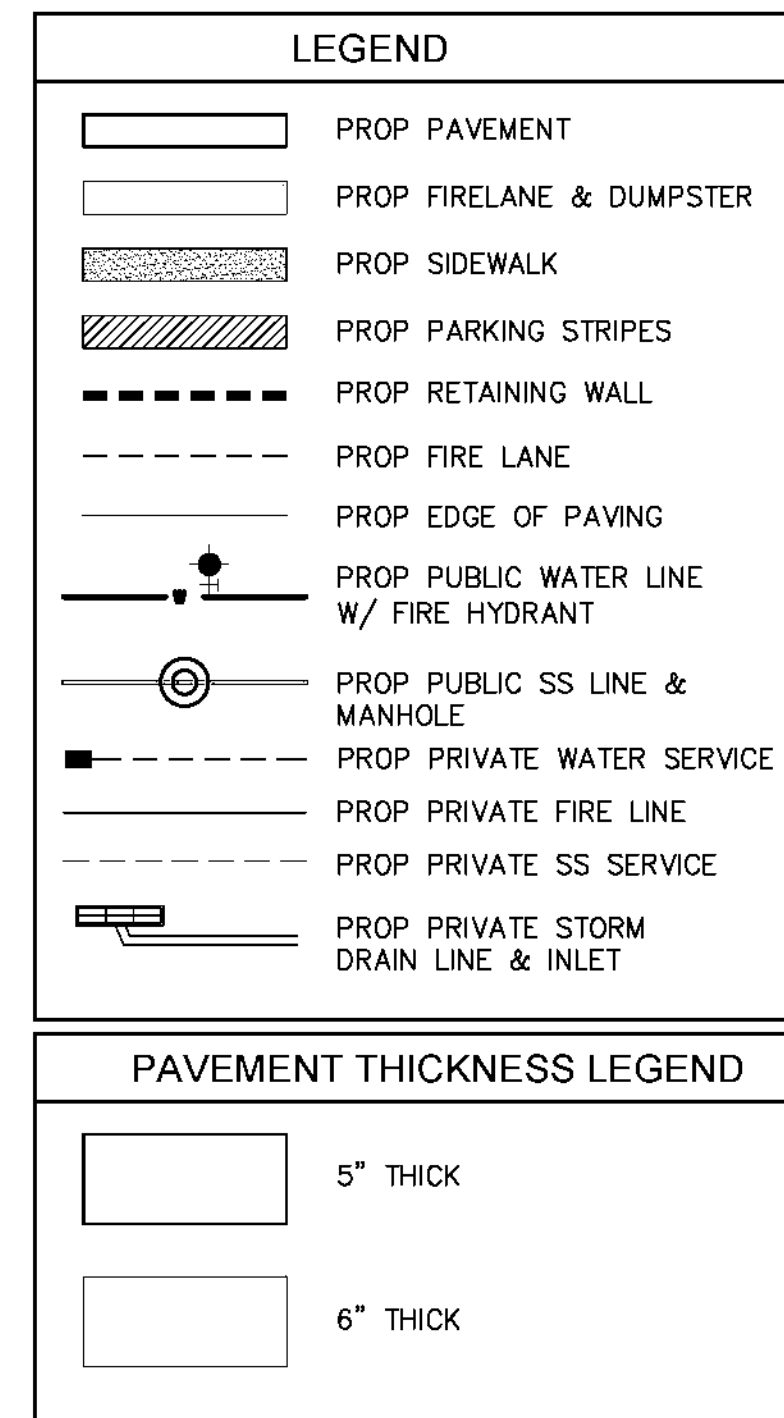 LEGEND
PROP PAVEMENT
PROP FIRELANE & DUMPSTER
PROP SIDEWALK
PROP PARKING STRIPES
PROP RETAINING WALL
PROP FIRE LANE
PROP EDGE OF PAVING
PROP PUBLIC WATER LINE
W/ FIRE HYDRANT
PROP PUBLIC SS LINE &
MANHOLE
PROP PRIVATE WATER SERVICE
PROP PRIVATE FIRE LINE
PROP PRIVATE SS SERVICE
PROP PRIVATE STORM
DRAIN LINE & INLET
PAVEMENT THICKNESS LEGEND
5" THICK
6" THICK